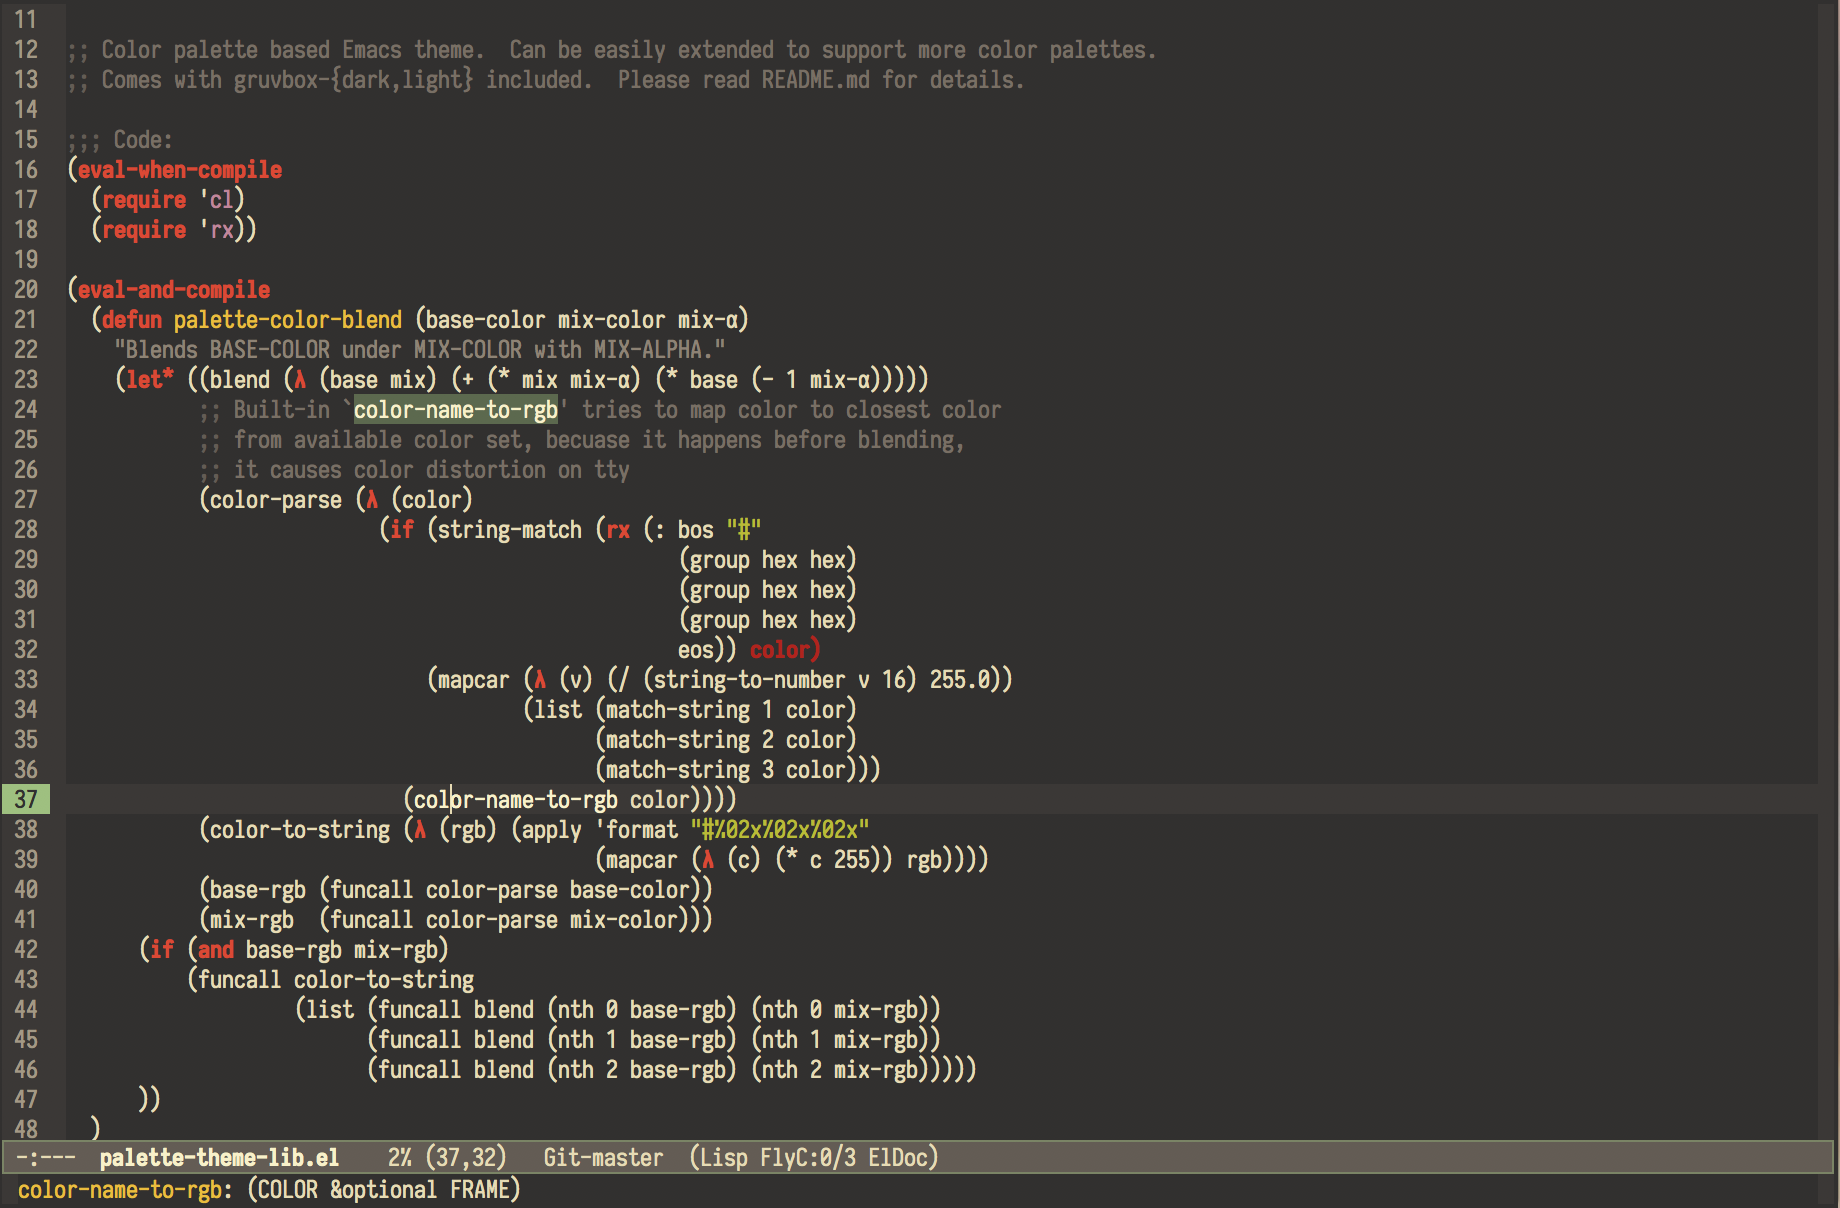 11
12 ;; Color palette based Emacs theme.  Can be easily extended to support more color palettes.
13 ;; Comes with gruvbox-{dark,light} included.  Please read README.md for details.
14
15 ;;; Code:
16 (eval-when-compile
17   (require 'cl)
18   (require 'rx))
19
20 (eval-and-compile
21   (defun palette-color-blend (base-color mix-color mix-α)
22     "Blends BASE-COLOR under MIX-COLOR with MIX-ALPHA."
23     (let* ((blend (λ (base mix) (+ (* mix mix-α) (* base (- 1 mix-α)))))
24            ;; Built-in `color-name-to-rgb' tries to map color to closest color
25            ;; from available color set, becuase it happens before blending,
26            ;; it causes color distortion on tty
27            (color-parse (λ (color)
28                           (if (string-match (rx (: bos "#"
29                                                    (group hex hex)
30                                                    (group hex hex)
31                                                    (group hex hex)
32                                                    eos)) color)
33                               (mapcar (λ (v) (/ (string-to-number v 16) 255.0))
34                                       (list (match-string 1 color)
35                                             (match-string 2 color)
36                                             (match-string 3 color)))
37                             (color-name-to-rgb color))))
38            (color-to-string (λ (rgb) (apply 'format "#%02x%02x%02x"
39                                             (mapcar (λ (c) (* c 255)) rgb))))
40            (base-rgb (funcall color-parse base-color))
41            (mix-rgb  (funcall color-parse mix-color)))
42       (if (and base-rgb mix-rgb)
43           (funcall color-to-string
44                    (list (funcall blend (nth 0 base-rgb) (nth 0 mix-rgb))
45                          (funcall blend (nth 1 base-rgb) (nth 1 mix-rgb))
46                          (funcall blend (nth 2 base-rgb) (nth 2 mix-rgb)))))
47       ))
48   )
-:---  palette-theme-lib.el    2% (37,32)   Git-master  (Lisp FlyC:0/3 ElDoc)
color-name-to-rgb: (COLOR &optional FRAME)